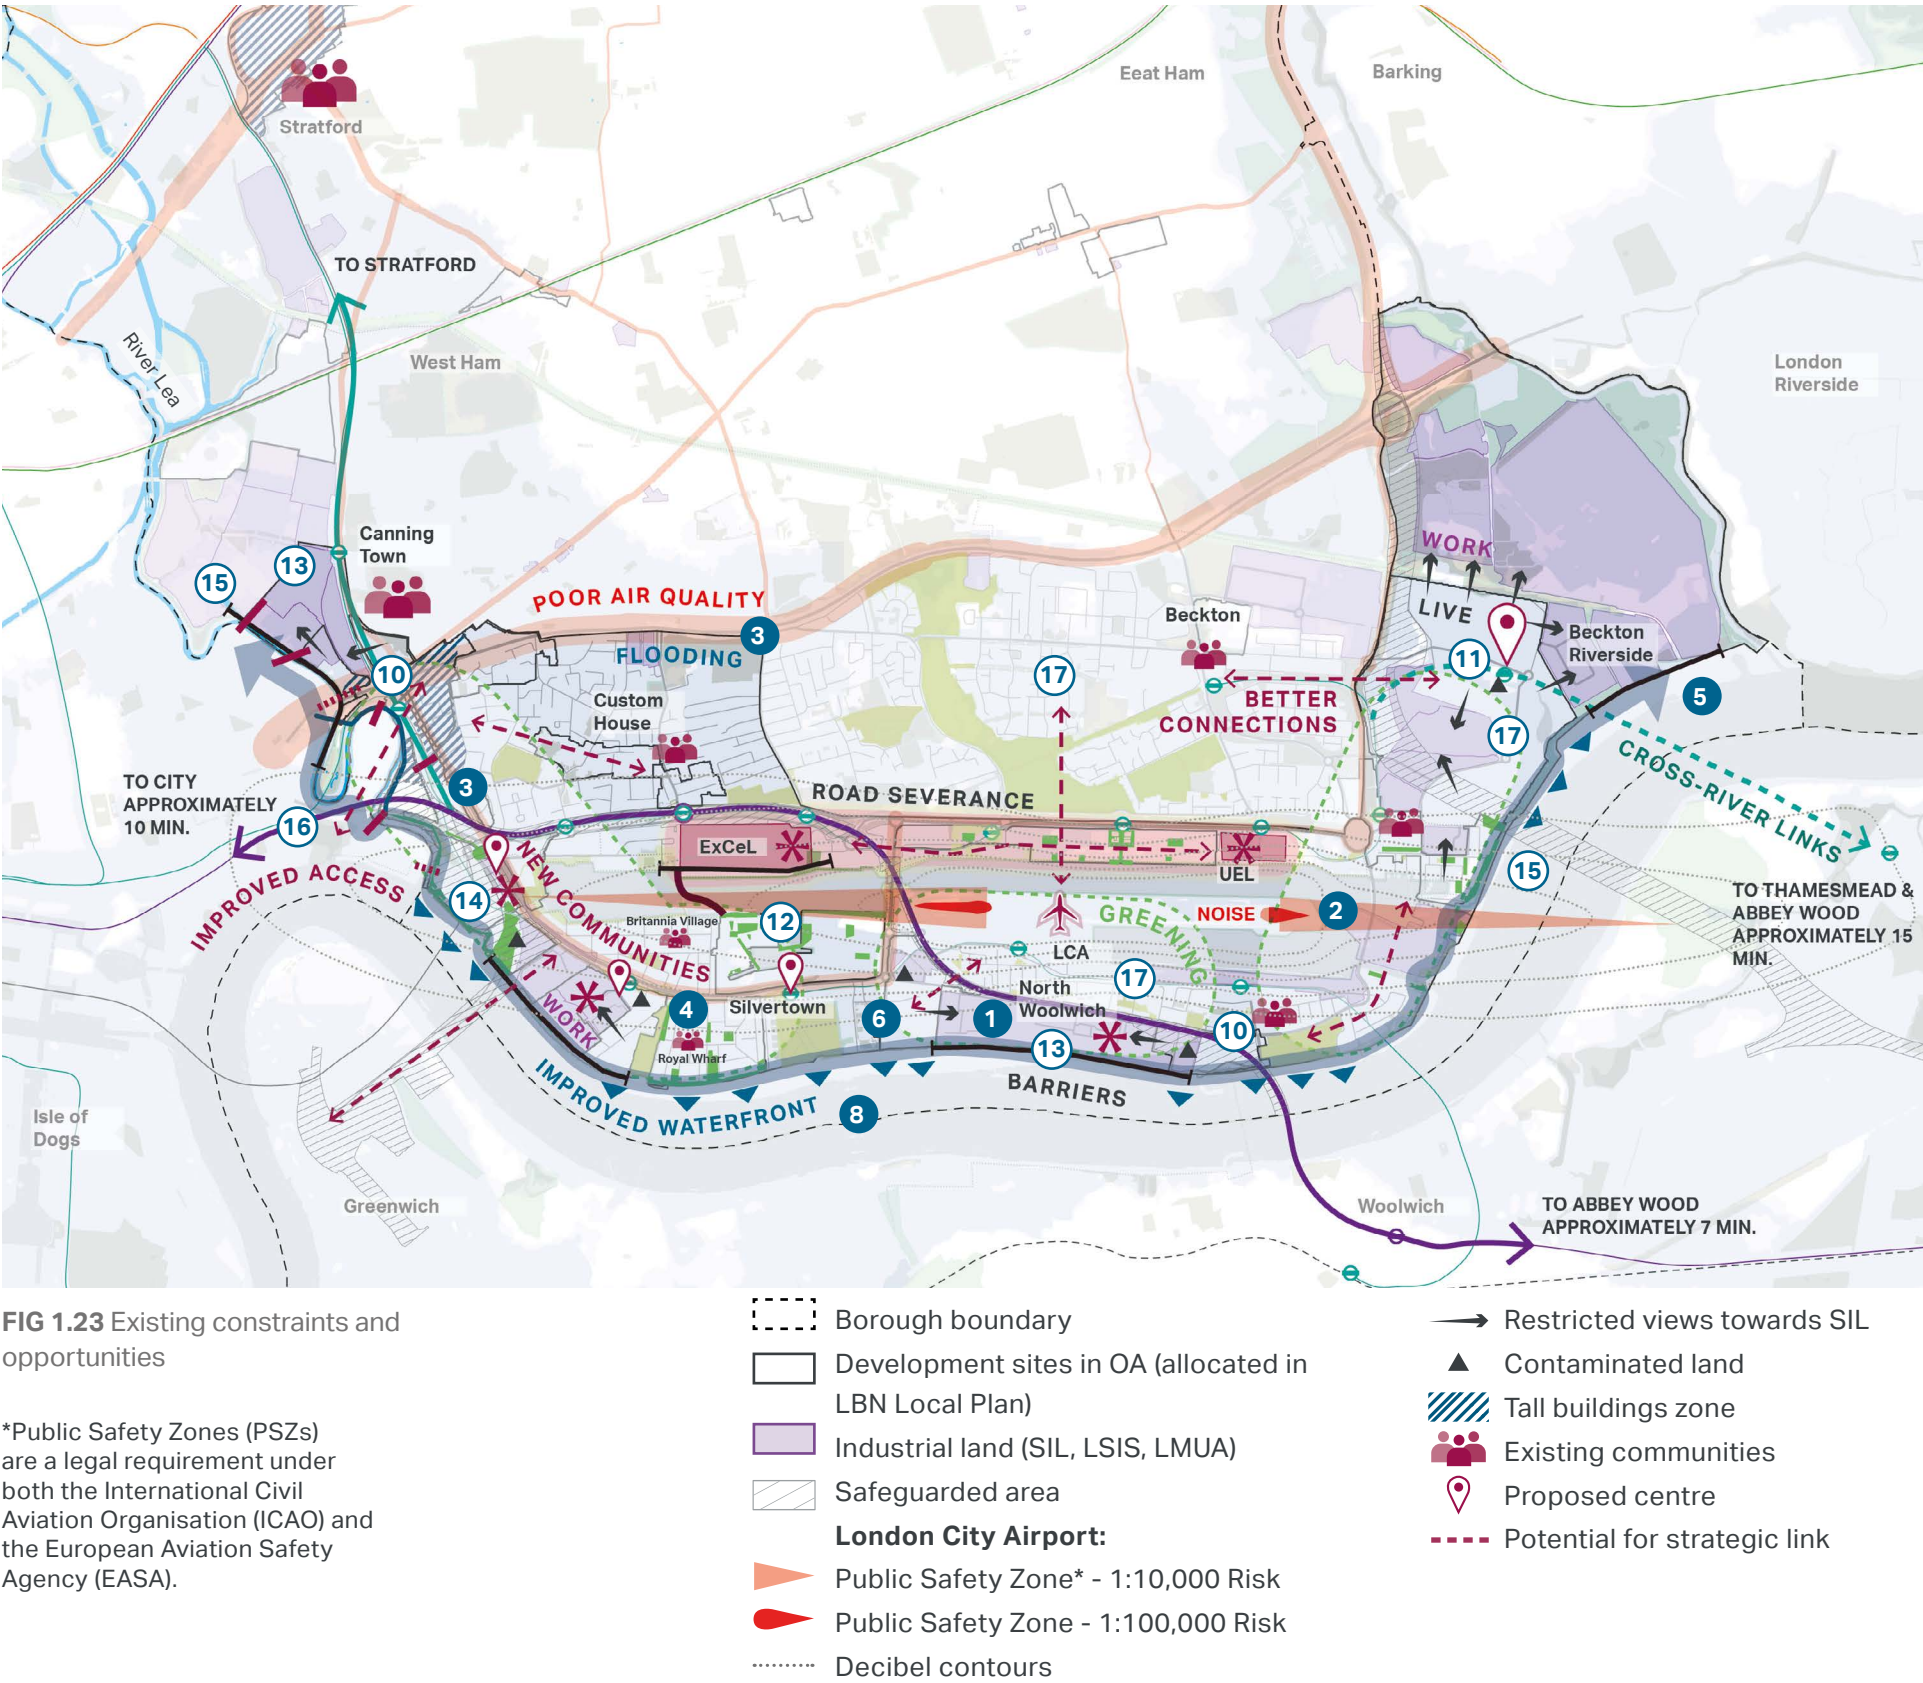 Eeat Ham
Barking
Stratford
TO STRATFORD
River Lea
West Ham
London
Riverside
Canning
Town
WORK
13
15
POOR AIR QUALITY
3
LIVE
Beckton
Beckton
Riverside
FLOODING
11
10
17
5
Custom
House
BETTER
CONNECTIONS
17
CROSS-RIVER LINKS
TO CITY
APPROXIMATELY
10 MIN.
3
ROAD SEVERANCE
16
ExCeL
NEW COMMUNITIES
UEL
15
IMPROVED ACCESS
14
TO THAMESMEAD &
ABBEY WOOD
APPROXIMATELY 15
MIN.
Britannia Village
12
GREENING
NOISE
2
LCA
17
WORK
4
Silvertown
6
1
North
Woolwich
10
13
Royal Wharf
IMPROVED WATERFRONT
8
BARRIERS
Isle of
Dogs
Greenwich
Woolwich
TO ABBEY WOOD
APPROXIMATELY 7 MIN.
FIG 1.23 Existing constraints and
opportunities
*Public Safety Zones (PSZs)
are a legal requirement under
both the International Civil
Aviation Organisation (ICAO) and
the European Aviation Safety
Agency (EASA).
Borough boundary
Development sites in OA (allocated in
LBN Local Plan)
Industrial land (SIL, LSIS, LMUA)
Safeguarded area
London City Airport:
Public Safety Zone* - 1:10,000 Risk
Public Safety Zone - 1:100,000 Risk
Decibel contours
Restricted views towards SIL
Contaminated land
Tall buildings zone
Existing communities
Proposed centre
Potential for strategic link